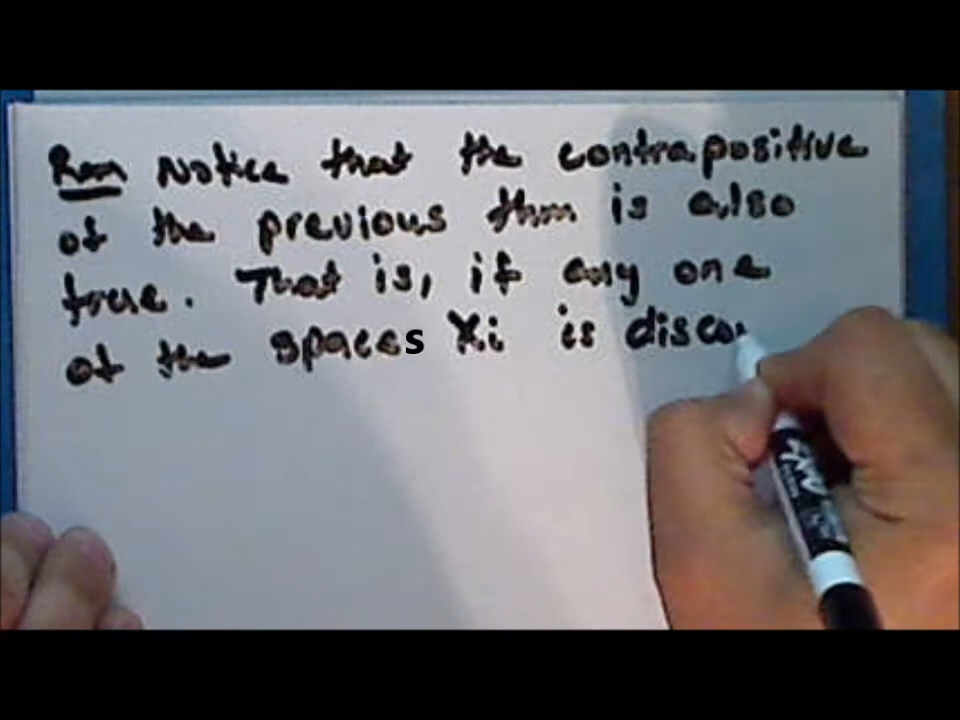 Rem Notice that the contrapositive
of the previous thm is also
true. That is, if any one
of the spaces Xi is disco